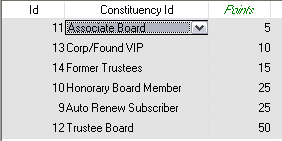 Id Constituency Id Points
11 Associate Board 5
13 Corp/Found VIP 10
14 Former Trustees 15
10 Honorary Board Member 25
9 Auto Renew Subscriber 25
12 Trustee Board 50